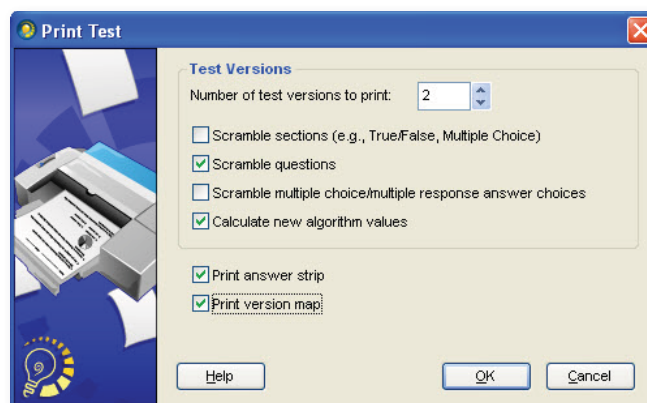 Print Test
Test Versions
Number of test versions to print: 2
Scramble sections (e.g., True/False, Multiple Choice)
Scramble questions
Scramble multiple choice/multiple response answer choices
Calculate new algorithm values
Print answer strip
Print version map
Help OK Cancel